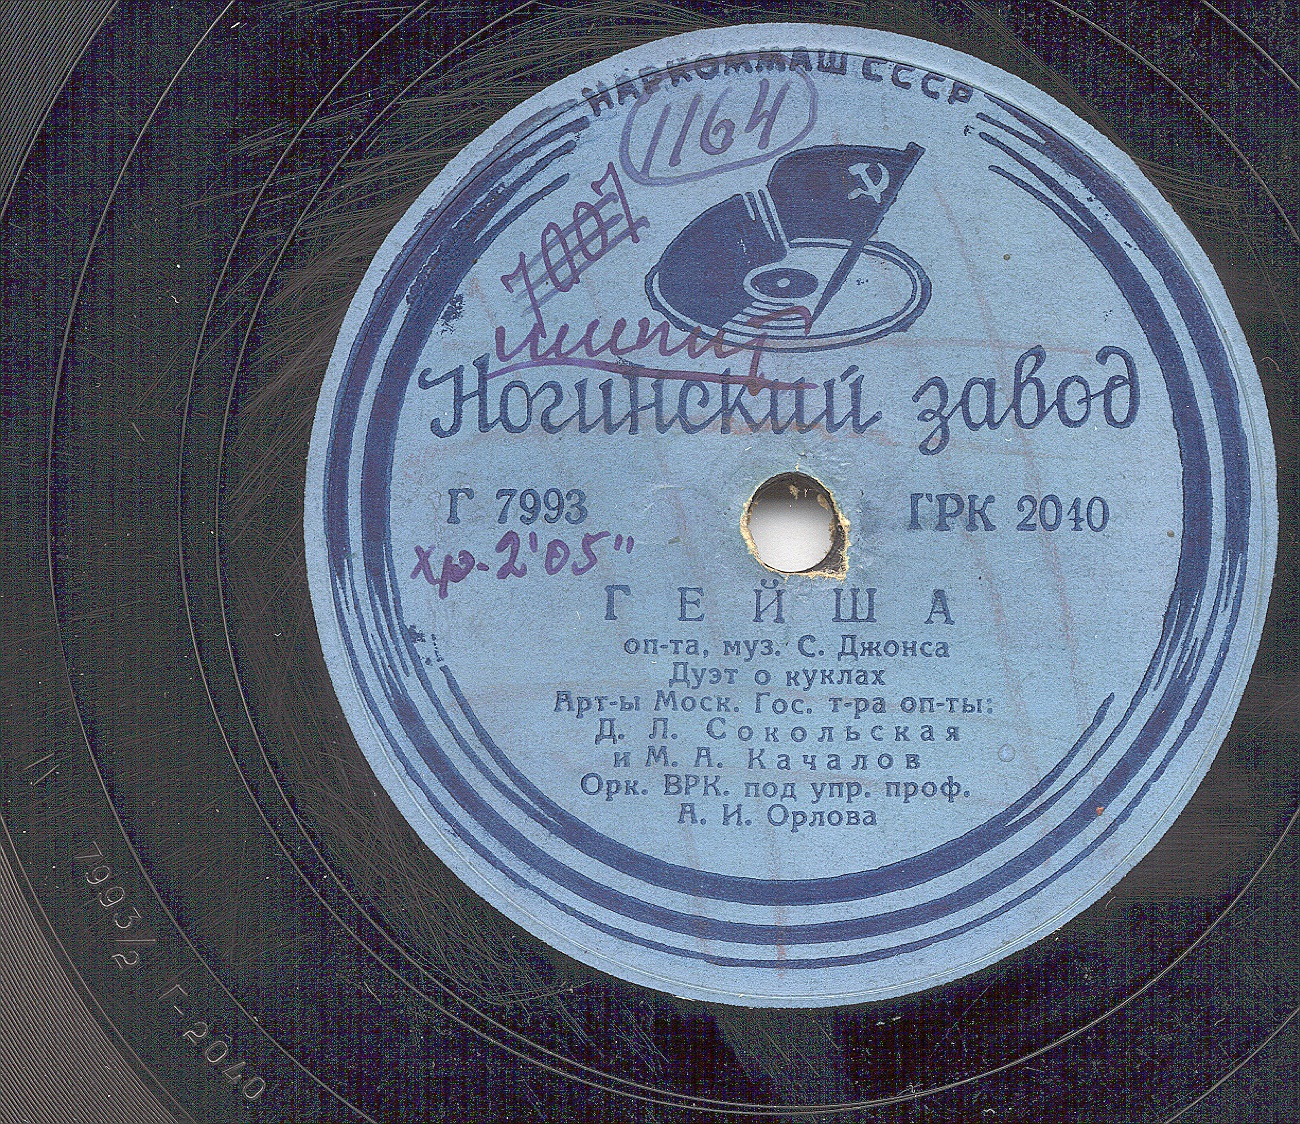 НАРКОММАШ СССР
1164
7007
Ногинский завод
Г 7993
ГРК 2040
хр. 2'05"
ГЕЙША
оп-та, муз. С. Джонса
Дуэт о куклах
Арт-ы Моск. Гос. т-ра оп-ты:
Д. Л. Сокольская
и М. А. Качалов
Орк. ВРК. под упр. проф.
А. И. Орлова
7993/2 Г-2040